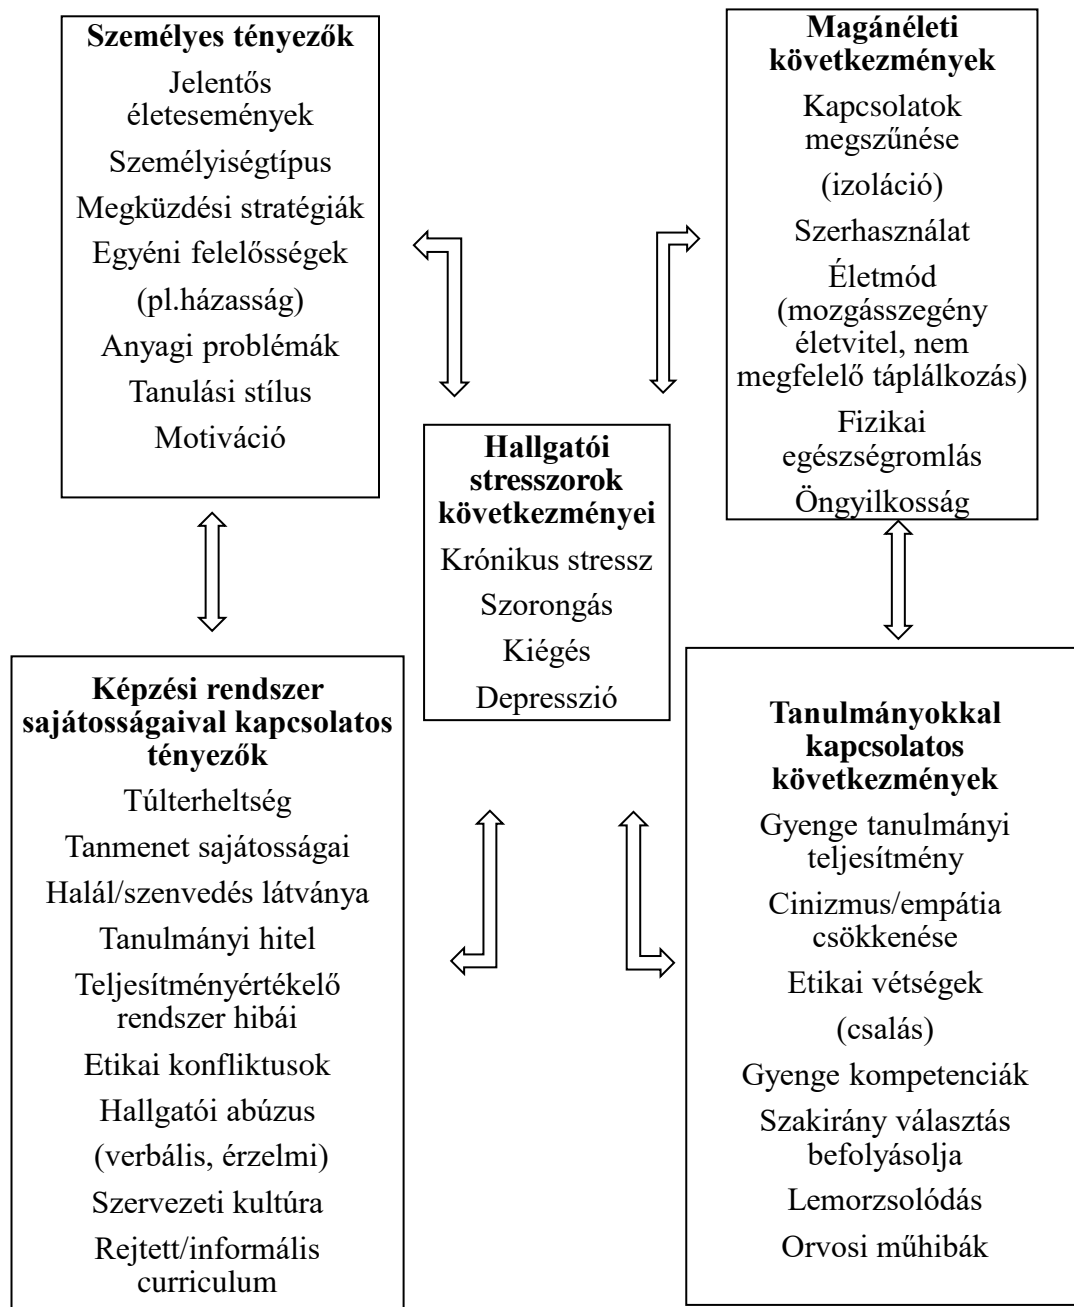 Személyes tényezők
Jelentős
életesemények
Személyiségtípus
Megküzdési stratégiák
Egyéni felelősségek
(pl.házasság)
Anyagi problémák
Tanulási stílus
Motiváció
Magánéleti
következmények
Kapcsolatok
megszűnése
(izoláció)
Szerhasználat
Életmód
(mozgásszegény
életvitel, nem
megfelelő táplálkozás)
Fizikai
egészségromlás
Öngyilkosság
Hallgatói
stresszorok
következményei
Krónikus stressz
Szorongás
Kiégés
Depresszió
Képzési rendszer
sajátosságaival kapcsolatos
tényezők
Túlterheltség
Tanmenet sajátosságai
Halál/szenvedés látványa
Tanulmányi hitel
Teljesítményértékelő
rendszer hibái
Etikai konfliktusok
Hallgatói abúzus
(verbális, érzelmi)
Szervezeti kultúra
Rejtett/informális
curriculum
Tanulmányokkal
kapcsolatos
következmények
Gyenge tanulmányi
teljesítmény
Cinizmus/empátia
csökkenése
Etikai vétségek
(csalás)
Gyenge kompetenciák
Szakirány választás
befolyásolja
Lemorzsolódás
Orvosi műhibák